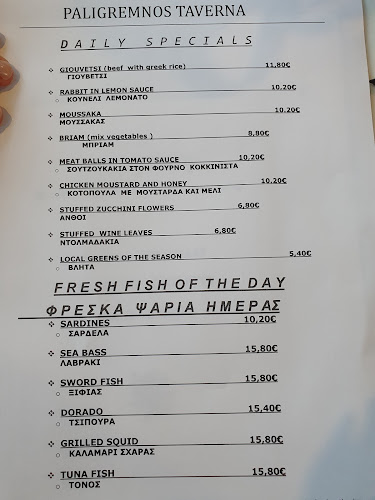 PALIGREMNOS TAVERNA
DAILY SPECIALS
❖ GIOUVETSI (beef with greek rice) 11,80€
ΓΙΟΥΒΕΤΣΙ
❖ RABBIT IN LEMON SAUCE 10,20€
○ ΚΟΥΝΕΛΙ ΛΕΜΟΝΑΤΟ
❖ MOUSSAKA 10,20€
ΜΟΥΣΣΑΚΑΣ
❖ BRIAM (mix vegetables ) 8,80€
ΜΠΡΙΑΜ
❖ MEAT BALLS IN TOMATO SAUCE 10,20€
○ ΣΟΥΤΖΟΥΚΑΚΙΑ ΣΤΟΝ ΦΟΥΡΝΟ ΚΟΚΚΙΝΙΣΤΑ
❖ CHICKEN MOUSTARD AND HONEY 10,20€
○ ΚΟΤΟΠΟΥΛΑ ΜΕ ΜΟΥΣΤΑΡΔΑ ΚΑΙ ΜΕΛΙ
❖ STUFFED ZUCCHINI FLOWERS 6,80€
ΑΝΘΟΙ
❖ STUFFED WINE LEAVES 6,80€
ΝΤΟΛΜΑΔΑΚΙΑ
❖ LOCAL GREENS OF THE SEASON 5,40€
○ ΒΛΗΤΑ
FRESH FISH OF THE DAY
ΦΡΕΣΚΑ ΨΑΡΙΑ ΗΜΕΡΑΣ
❖ SARDINES 10,20€
○ ΣΑΡΔΕΛΑ
❖ SEA BASS 15,80€
ΛΑΒΡΑΚΙ
❖ SWORD FISH 15,80€
○ ΞΙΦΙΑΣ
❖ DORADO 15,40€
○ ΤΣΙΠΟΥΡΑ
❖ GRILLED SQUID 15,80€
○ ΚΑΛΑΜΑΡΙ ΣΧΑΡΑΣ
❖ TUNA FISH 15,80€
○ ΤΟΝΟΣ